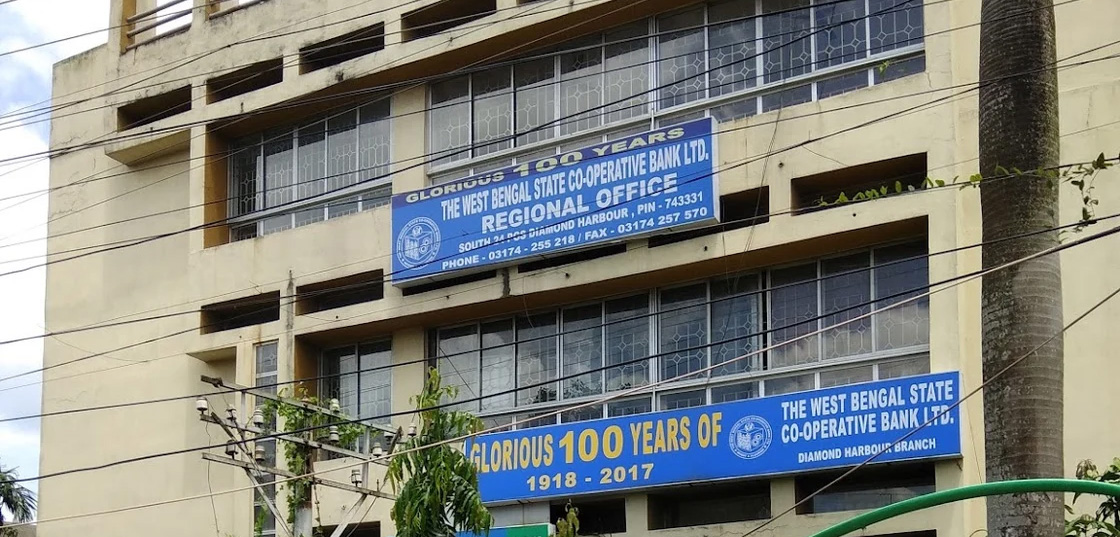 GLORIOUS 100 YEARS
THE WEST BENGAL STATE CO-OPERATIVE BANK LTD.
REGIONAL OFFICE
SOUTH 24 PGS DIAMOND HARBOUR , PIN - 743331
PHONE - 03174 - 255 218 / FAX - 03174 257 570
GLORIOUS 100 YEARS OF
1918 - 2017
THE WEST BENGAL STATE
CO-OPERATIVE BANK LTD.
DIAMOND HARBOUR BRANCH